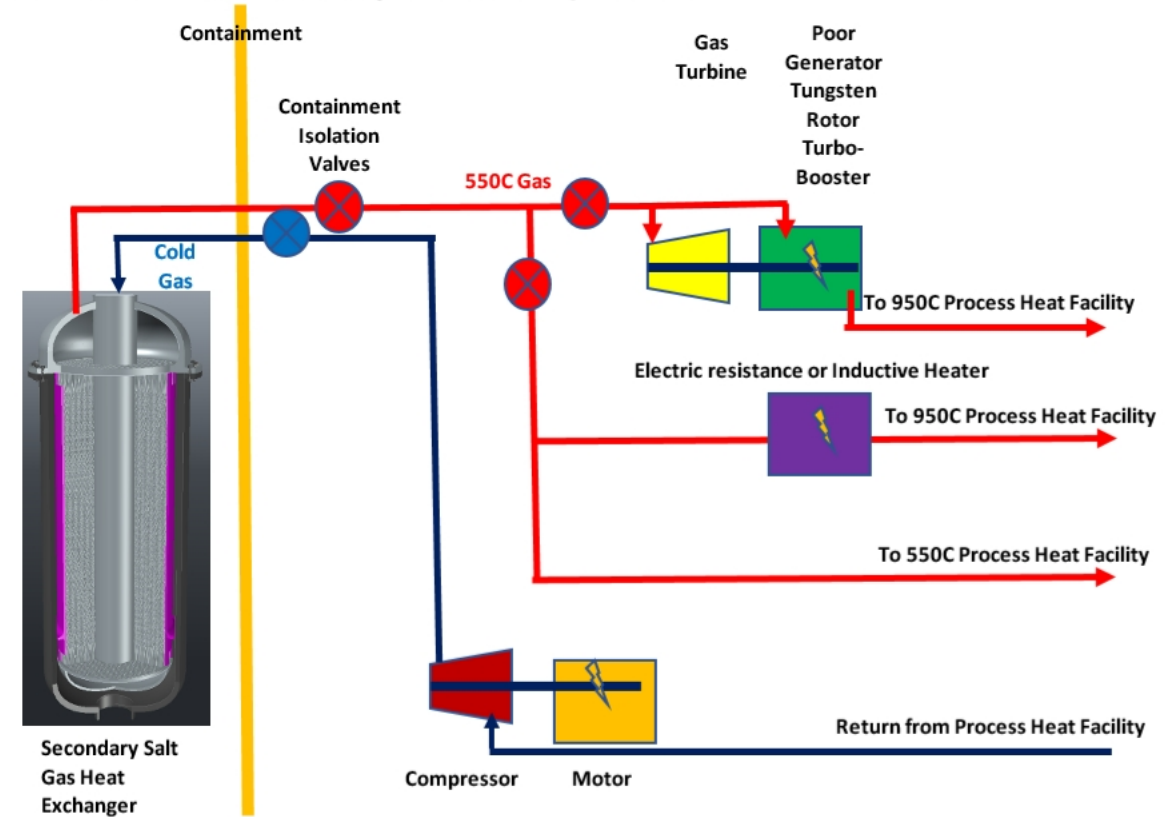 Containment
Gas
Turbine
Poor
Generator
Tungsten
Rotor
Turbo-
Booster
Containment
Isolation
Valves
550C Gas
Cold
Gas
To 950C Process Heat Facility
Electric resistance or Inductive Heater
To 950C Process Heat Facility
To 550C Process Heat Facility
Return from Process Heat Facility
Secondary Salt
Gas Heat
Exchanger
Compressor
Motor